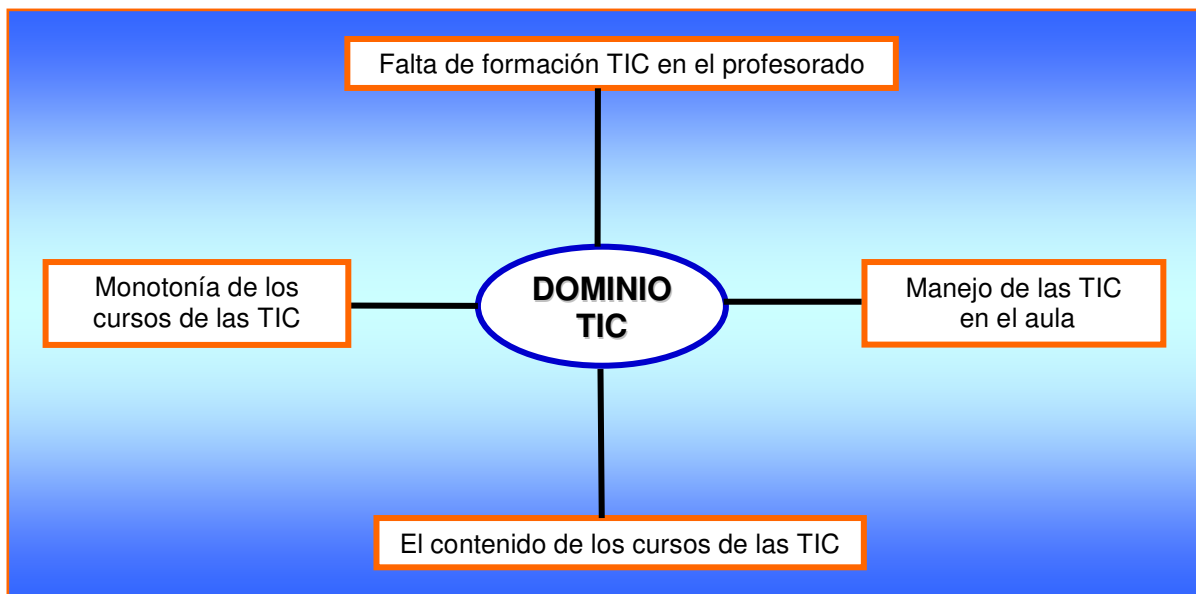 Falta de formación TIC en el profesorado
Monotonía de los
cursos de las TIC
DOMINIO
TIC
Manejo de las TIC
en el aula
El contenido de los cursos de las TIC